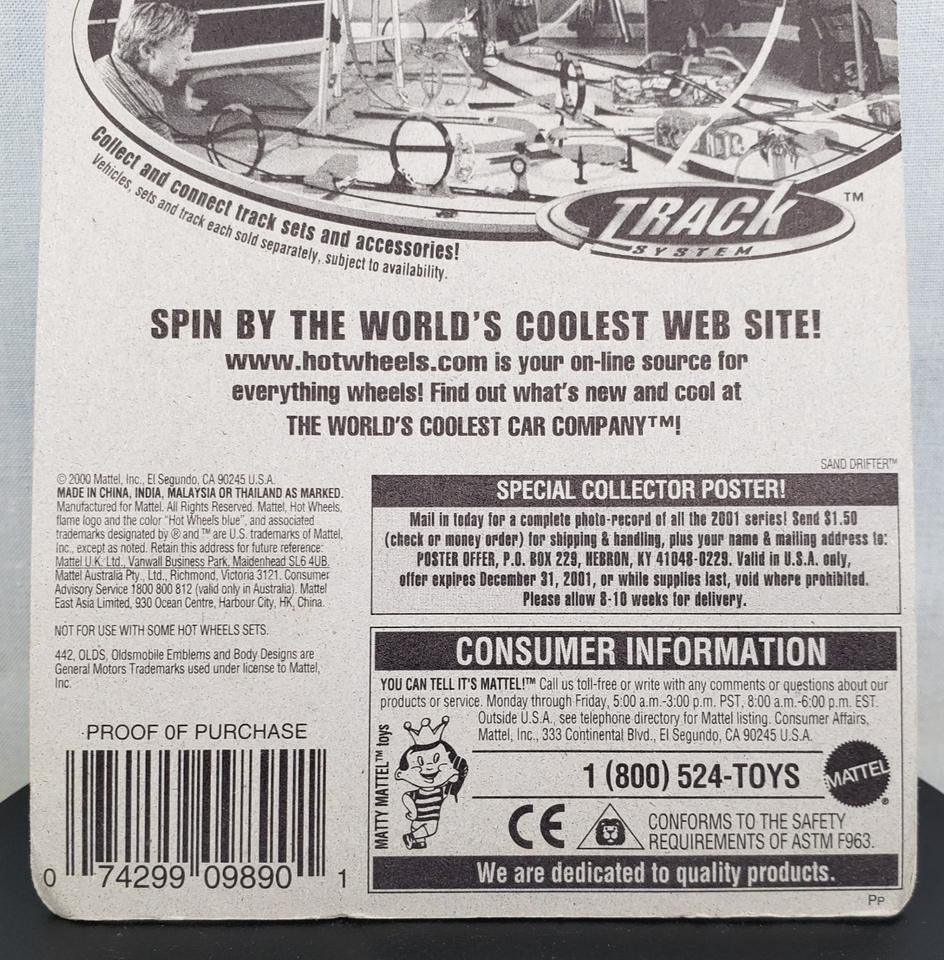 Collect and connect track sets and accessories!
Vehicles, sets and track each sold separately, subject to availability.
TRACK ™
SYSTEM
SPIN BY THE WORLD'S COOLEST WEB SITE!
www.hotwheels.com is your on-line source for
everything wheels! Find out what's new and cool at
THE WORLD'S COOLEST CAR COMPANY™!
SAND DRIFTER™
© 2000 Mattel, Inc., El Segundo, CA 90245 U.S.A.
MADE IN CHINA, INDIA, MALAYSIA OR THAILAND AS MARKED.
Manufactured for Mattel. All Rights Reserved. Mattel, Hot Wheels,
flame logo and the color "Hot Wheels blue", and associated
trademarks designated by ® and ™ are U.S. trademarks of Mattel,
Inc., except as noted. Retain this address for future reference:
Mattel U.K. Ltd., Vanwall Business Park, Maidenhead SL6 4UB.
Mattel Australia Pty., Ltd., Richmond, Victoria 3121. Consumer
Advisory Service 1800 800 812 (valid only in Australia). Mattel
East Asia Limited, 930 Ocean Centre, Harbour City, HK, China.
NOT FOR USE WITH SOME HOT WHEELS SETS.
442, OLDS, Oldsmobile Emblems and Body Designs are
General Motors Trademarks used under license to Mattel,
Inc.
PROOF OF PURCHASE
0 74299 09890 1
SPECIAL COLLECTOR POSTER!
Mail in today for a complete photo-record of all the 2001 series! Send $1.50
(check or money order) for shipping & handling, plus your name & mailing address to:
POSTER OFFER, P.O. BOX 229, HEBRON, KY 41048-0229. Valid in U.S.A. only,
offer expires December 31, 2001, or while supplies last, void where prohibited.
Please allow 8-10 weeks for delivery.
CONSUMER INFORMATION
YOU CAN TELL IT'S MATTEL!™ Call us toll-free or write with any comments or questions about our
products or service. Monday through Friday, 5:00 a.m.-3:00 p.m. PST, 8:00 a.m.-6:00 p.m. EST.
Outside U.S.A., see telephone directory for Mattel listing. Consumer Affairs,
Mattel, Inc., 333 Continental Blvd., El Segundo, CA 90245 U.S.A.
MATTY MATTEL™ toys
1 (800) 524-TOYS
MATTEL ®
CE
CONFORMS TO THE SAFETY
REQUIREMENTS OF ASTM F963.
We are dedicated to quality products.
PP